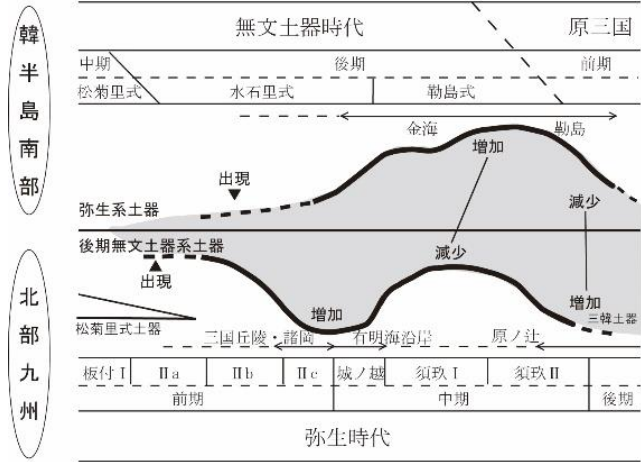 韓半島南部
無文土器時代 原三国
中期 後期 前期
松菊里式 水石里式 勒島式
金海 勒島
増加
出現
減少
弥生系土器
後期無文土器系土器
出現
減少
増加
増加
三韓土器
松菊里式土器
北部九州
三国丘陵・諸岡 有明海沿岸 原ノ辻
板付Ⅰ Ⅱa Ⅱb Ⅱc 城ノ越 須玖Ⅰ 須玖Ⅱ
前期 中期 後期
弥生時代